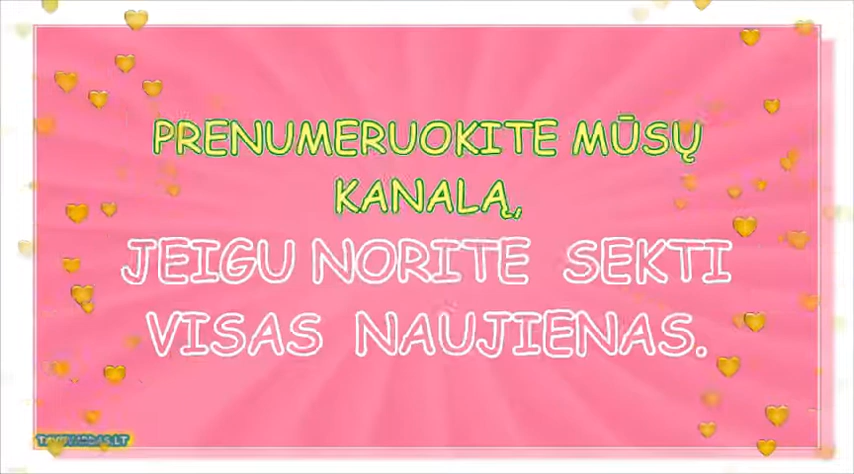 PRENUMERUOKITE MŪSŲ
KANALĄ,
JEIGU NORITE SEKTI
VISAS NAUJIENAS.